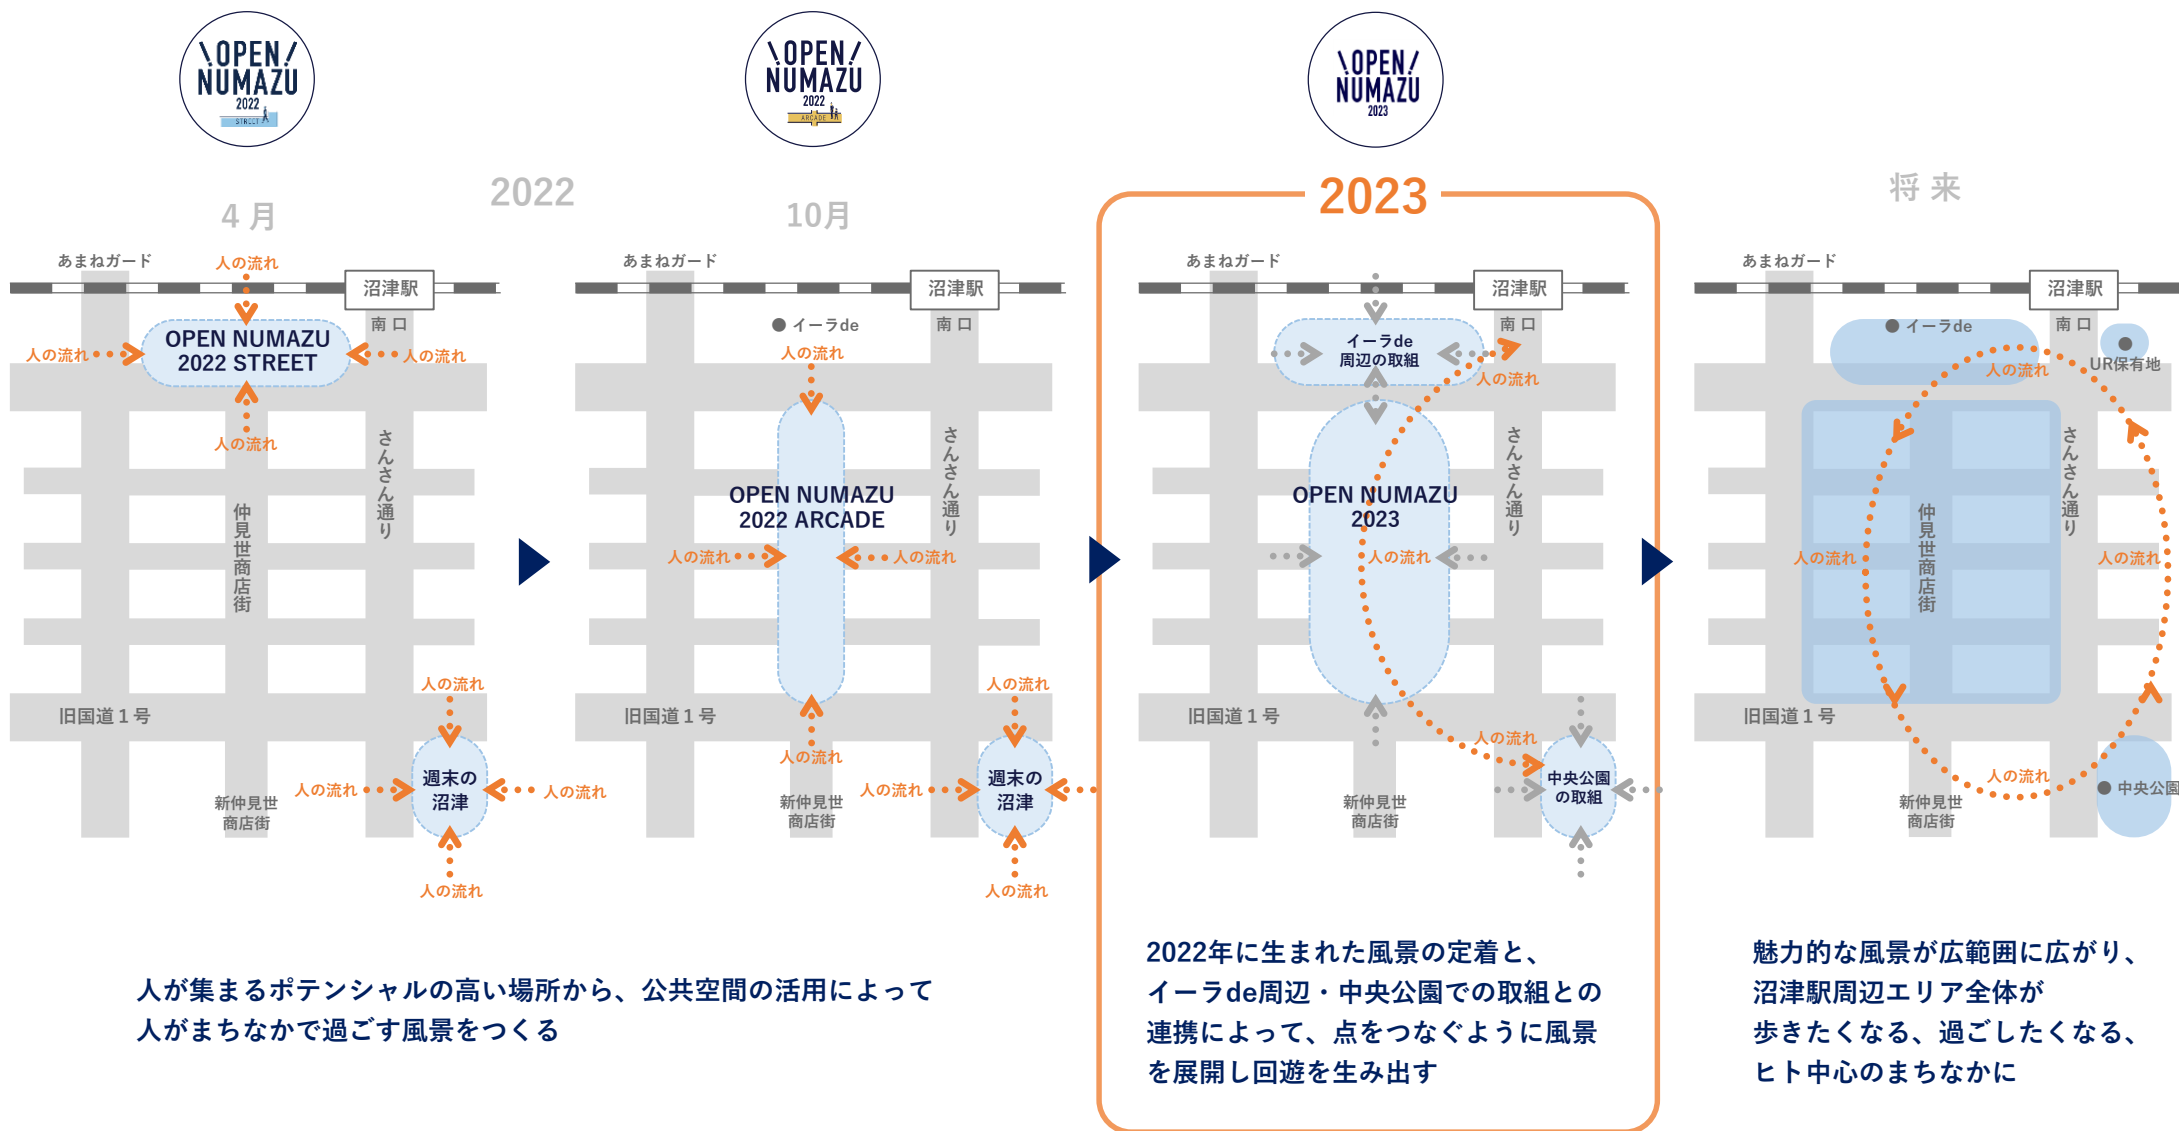 OPEN
NUMAZU
2022
STREET
OPEN
NUMAZU
2022
ARCADE
OPEN
NUMAZU
2023
2022
4月
あまねガード
人の流れ
沼津駅
南口
OPEN NUMAZU
2022 STREET
人の流れ
人の流れ
人の流れ
さんさん通り
仲見世商店街
人の流れ
旧国道1号
週末の
沼津
人の流れ
人の流れ
新仲見世
商店街
人の流れ
10月
あまねガード
沼津駅
イーラde
南口
人の流れ
さんさん通り
OPEN NUMAZU
2022 ARCADE
人の流れ
人の流れ
人の流れ
旧国道1号
人の流れ
週末の
沼津
人の流れ
新仲見世
商店街
人の流れ
2023
あまねガード
沼津駅
南口
イーラde
周辺の取組
人の流れ
さんさん通り
OPEN NUMAZU
2023
人の流れ
旧国道1号
人の流れ
中央公園
の取組
新仲見世
商店街
将来
あまねガード
沼津駅
イーラde
南口
UR保有地
人の流れ
さんさん通り
仲見世商店街
人の流れ
人の流れ
旧国道1号
人の流れ
中央公園
新仲見世
商店街
人が集まるポテンシャルの高い場所から、公共空間の活用によって
人がまちなかで過ごす風景をつくる
2022年に生まれた風景の定着と、
イーラde周辺・中央公園での取組との
連携によって、点をつなぐように風景
を展開し回遊を生み出す
魅力的な風景が広範囲に広がり、
沼津駅周辺エリア全体が
歩きたくなる、過ごしたくなる、
ヒト中心のまちなかに